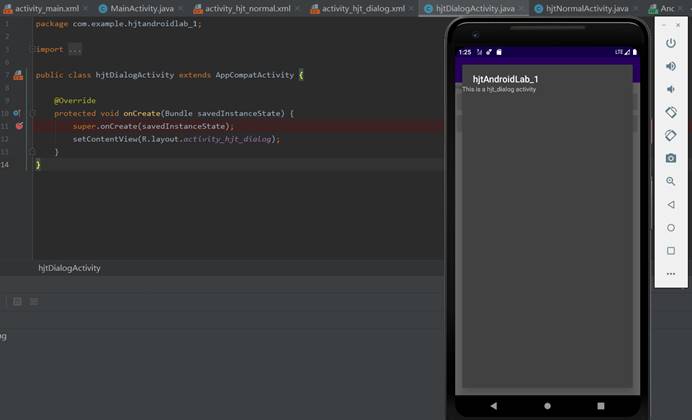 activity_main.xml MainActivity.java activity_hjt_normal.xml activity_hjt_dialog.xml hjtDialogActivity.java hjtNormalActivity.java Anc
1 package com.example.hjtandroidlab_1;
2
3 import ...
6
7 public class hjtDialogActivity extends AppCompatActivity {
8
9 @Override
10 protected void onCreate(Bundle savedInstanceState) {
11 super.onCreate(savedInstanceState);
12 setContentView(R.layout.activity_hjt_dialog);
13 }
14 }
hjtDialogActivity
1:25 LTE
hjtAndroidLab_1
This is a hjt_dialog activity